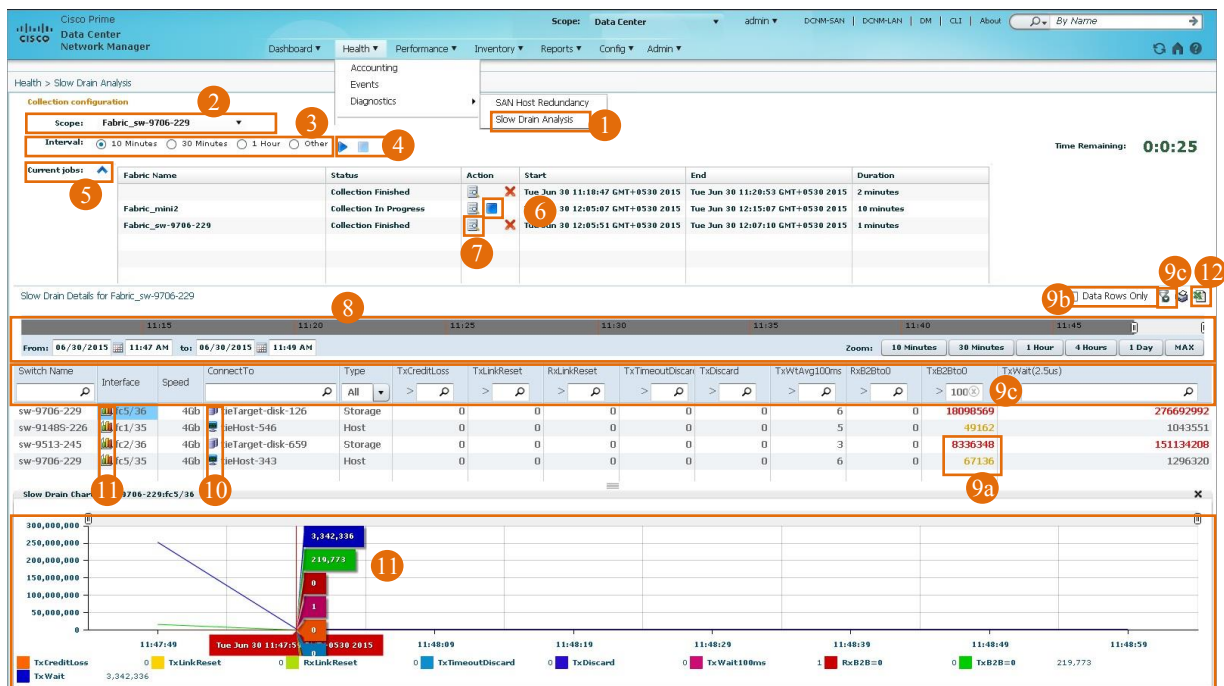 Cisco Prime
Data Center
Network Manager
CISCO
Scope: Data Center ▼ admin ▼ DCNM-SAN | DCNM-LAN | DM | CLI | About By Name
Dashboard ▼ Health ▼ Performance ▼ Inventory ▼ Reports ▼ Config ▼ Admin ▼
Accounting
Events
Diagnostics
SAN Host Redundancy
Slow Drain Analysis
1
Health > Slow Drain Analysis
Collection configuration
2
Scope: Fabric_sw-9706-229 ▼
3
Interval: 10 Minutes 30 Minutes 1 Hour Other
4
Time Remaining: 0:0:25
Current jobs:
5
Fabric Name Status Action Start End Duration
Collection Finished Tue Jun 30 11:18:47 GMT+0530 2015 Tue Jun 30 11:20:53 GMT+0530 2015 2 minutes
Fabric_mini2 Collection In Progress 6 30 12:05:07 GMT+0530 2015 Tue Jun 30 12:15:07 GMT+0530 2015 10 minutes
Fabric_sw-9706-229 Collection Finished Tue Jun 30 12:05:51 GMT+0530 2015 Tue Jun 30 12:07:10 GMT+0530 2015 1 minutes
7
9c 12
Slow Drain Details for Fabric_sw-9706-229
8
9b Data Rows Only
11:15 11:20 11:25 11:30 11:35 11:40 11:45
From: 06/30/2015 11:47 AM to: 06/30/2015 11:49 AM Zoom: 10 Minutes 30 Minutes 1 Hour 4 Hours 1 Day MAX
Switch Name Interface Speed ConnectTo Type TxCreditLoss TxLinkReset RxLinkReset TxTimeoutDiscar TxDiscard TxWtAvg100ms RxB2Bto0 TxB2Bto0 TxWait(2.5us)
All ▼ > > > > > > > > 100 9c
sw-9706-229 fc5/36 4Gb tieTarget-disk-126 Storage 0 0 0 0 0 6 0 18098569 276692992
sw-9148S-226 fc1/35 4Gb tieHost-546 Host 0 0 0 0 0 5 0 49162 1043551
sw-9513-245 fc2/36 4Gb tieTarget-disk-659 Storage 0 0 0 0 0 3 0 8336348 151134208
sw-9706-229 fc5/35 4Gb tieHost-343 Host 0 0 0 0 0 6 0 67136 1296320
11 10 9a
Slow Drain Char 9706-229:fc5/36
300,000,000
250,000,000
200,000,000
150,000,000
100,000,000
50,000,000
0
3,342,336
219,773
0
1
0
0
11
11:47:49 Tue Jun 30 11:47:5 0530 2015 11:48:09 11:48:19 11:48:29 11:48:39 11:48:49 11:48:59
TxCreditLoss 0 TxLinkReset 0 RxLinkReset 0 TxTimeoutDiscard 0 TxDiscard 0 TxWait100ms 1 RxB2B=0 0 TxB2B=0 219,773
TxWait 3,342,336